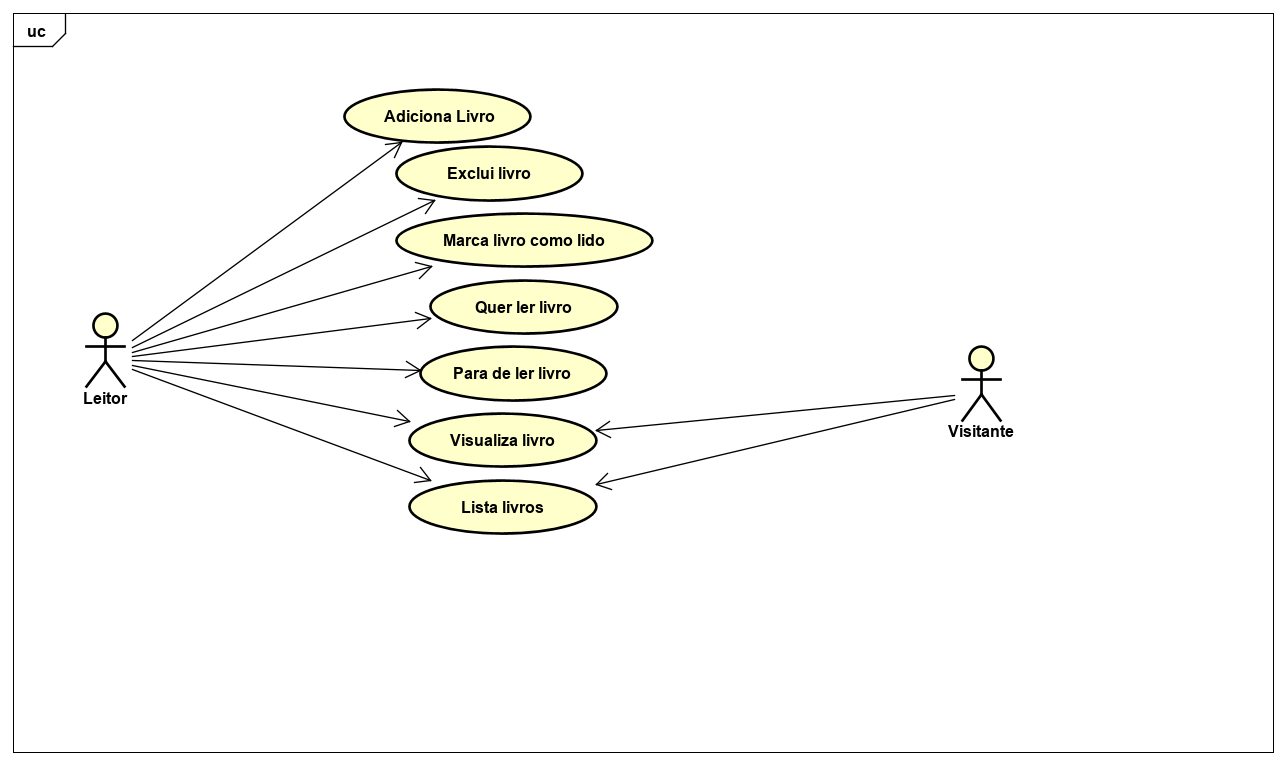 uc
Adiciona Livro
Exclui livro
Marca livro como lido
Quer ler livro
Para de ler livro
Leitor
Visualiza livro
Visitante
Lista livros